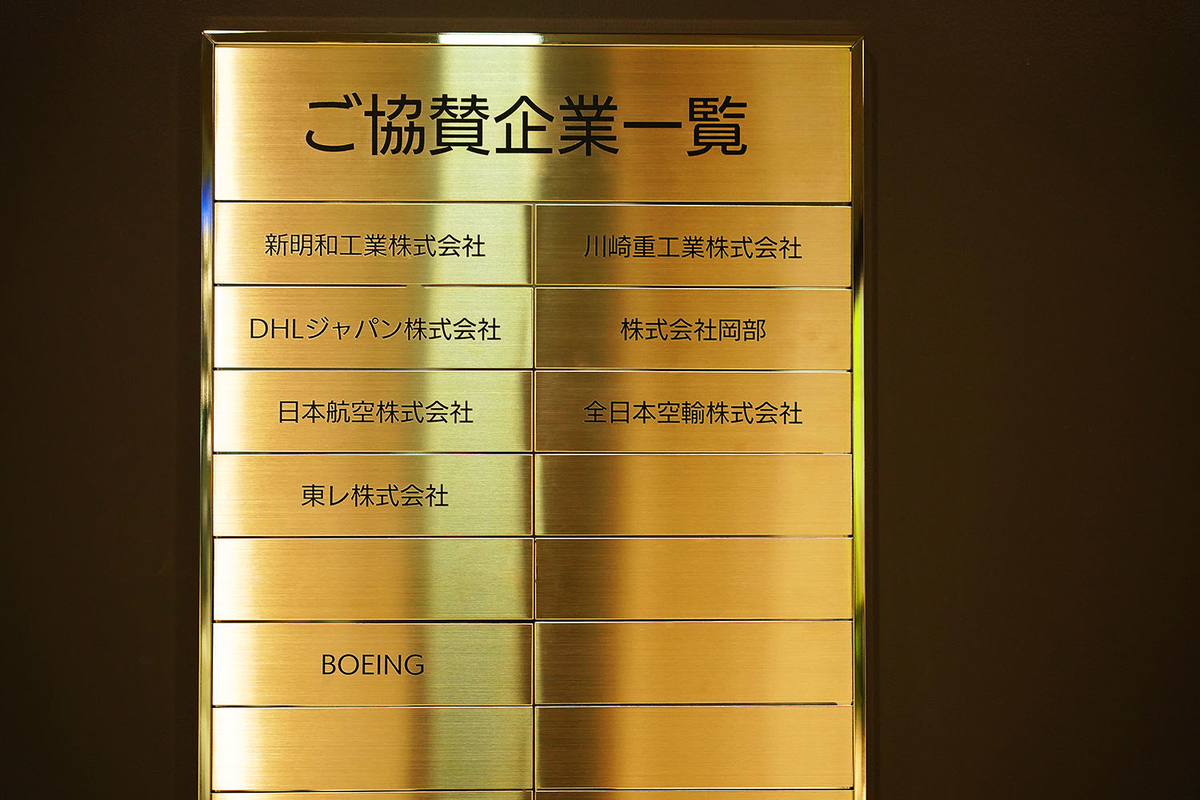 ご協賛企業一覧
新明和工業株式会社
川崎重工業株式会社
DHLジャパン株式会社
株式会社岡部
日本航空株式会社
全日本空輸株式会社
東レ株式会社
BOEING